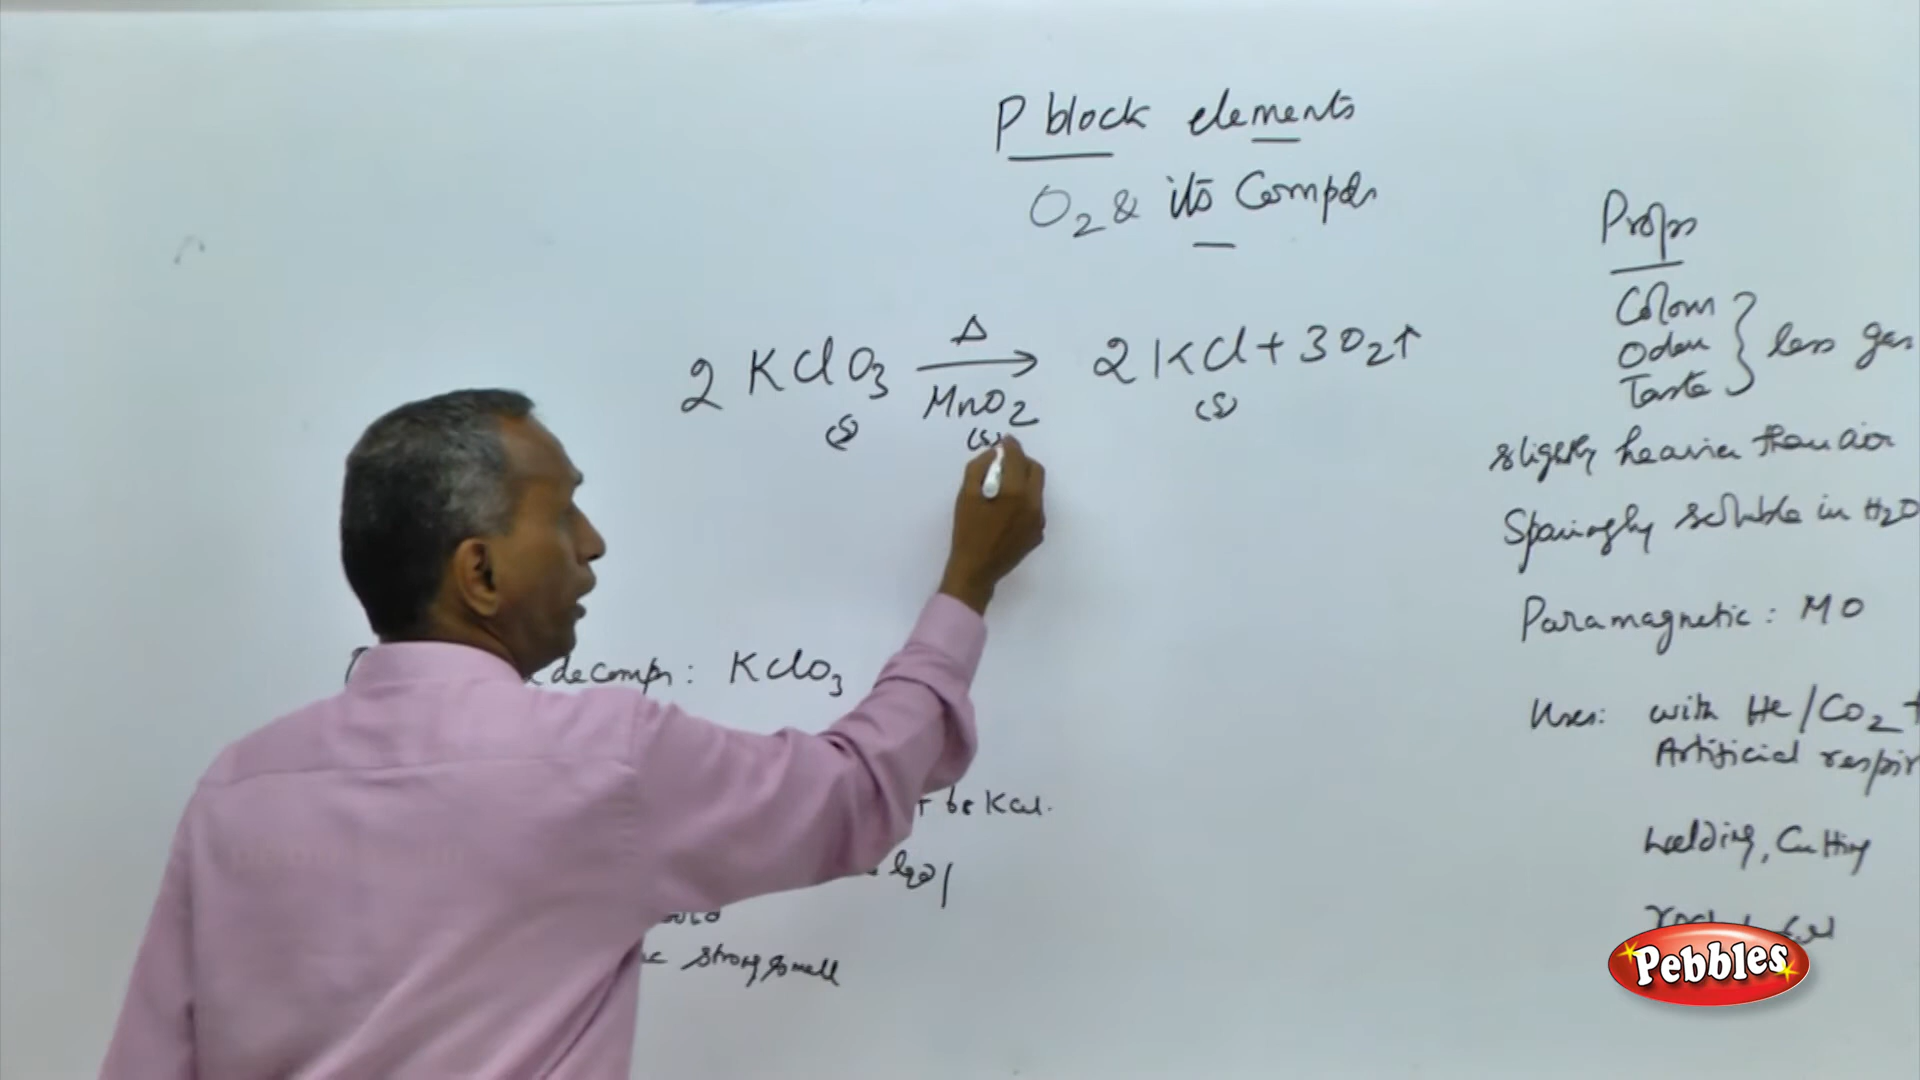 P block elements
O2 & its Compds
Δ
2 KClO3 → 2 KCl + 3O2↑
MnO2
(s) (s) (s)
decompn: KClO3
be KCl.
strong smell
Props
Colour
Odour } less gas
Taste
slightly heavier than air
Sparingly soluble in H2O
Paramagnetic: MO
Uses: with He/CO2 +
Artificial respir
Welding, Cutting
Pebbles